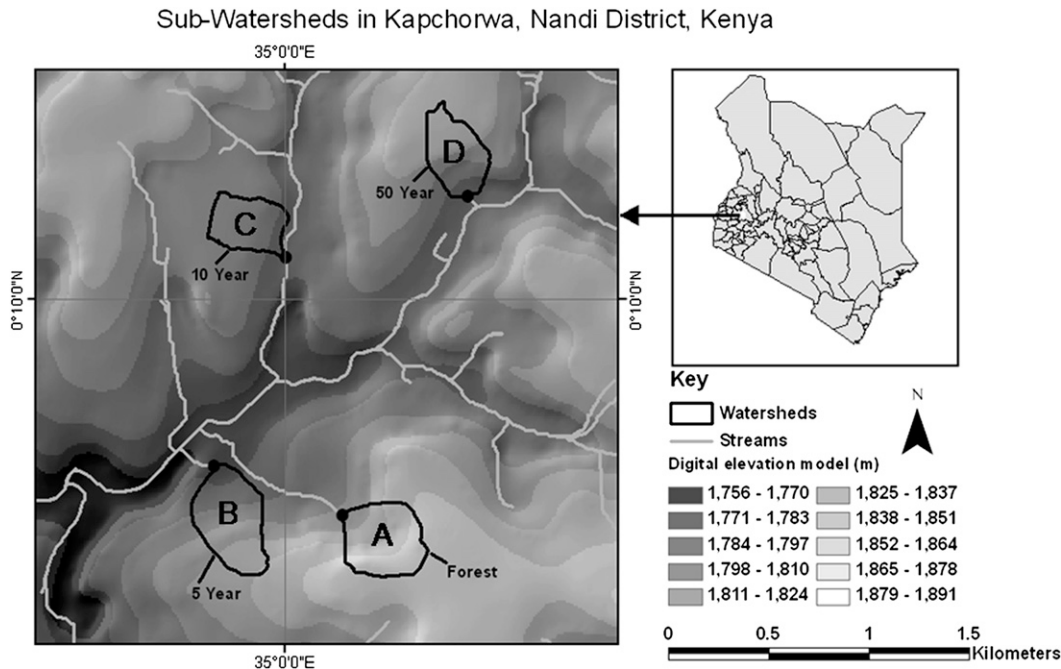 Sub-Watersheds in Kapchorwa, Nandi District, Kenya
35°0'0"E
D
50 Year
C
10 Year
0°10'0"N
0°10'0"N
B
5 Year
A
Forest
35°0'0"E
Key
Watersheds
Streams
N
Digital elevation model (m)
1,756 - 1,770
1,771 - 1,783
1,784 - 1,797
1,798 - 1,810
1,811 - 1,824
1,825 - 1,837
1,838 - 1,851
1,852 - 1,864
1,865 - 1,878
1,879 - 1,891
0 0.5 1 1.5
Kilometers